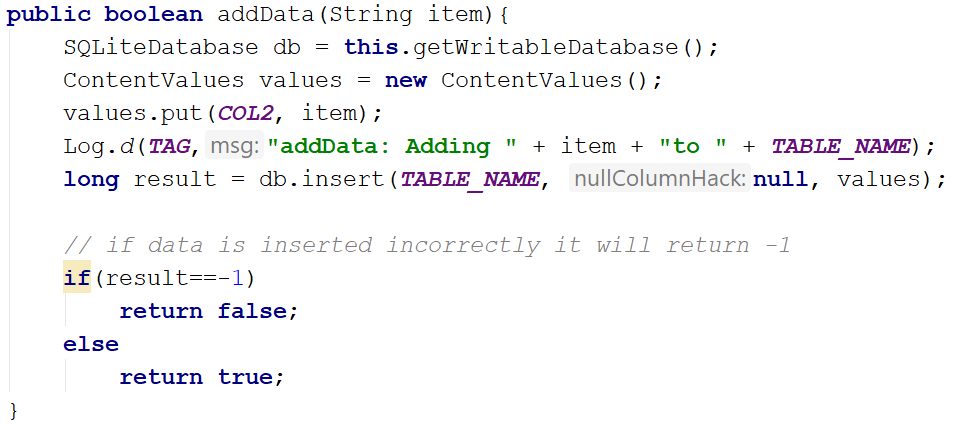 public boolean addData(String item){
SQLiteDatabase db = this.getWritableDatabase();
ContentValues values = new ContentValues();
values.put(COL2, item);
Log.d(TAG, msg: "addData: Adding " + item + "to " + TABLE_NAME);
long result = db.insert(TABLE_NAME, nullColumnHack: null, values);
// if data is inserted incorrectly it will return -1
if(result==-1)
return false;
else
return true;
}